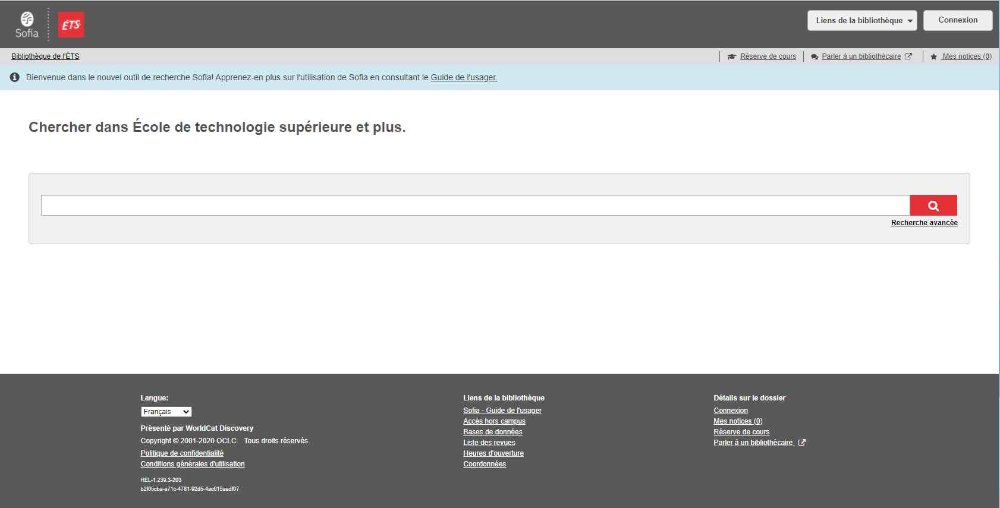 Sofia
ÉTS
Liens de la bibliothèque
Connexion
Bibliothèque de l'ÉTS
Réserve de cours
Parler à un bibliothécaire
Mes notices (0)
Bienvenue dans le nouvel outil de recherche Sofia! Apprenez-en plus sur l'utilisation de Sofia en consultant le Guide de l'usager.
Chercher dans École de technologie supérieure et plus.
Recherche avancée
Langue:
Français
Présenté par WorldCat Discovery
Copyright © 2001-2020 OCLC. Tous droits réservés.
Politique de confidentialité
Conditions générales d'utilisation
REL-1.239.3-203
b2f05cba-a71c-4781-92d5-4ac615aedf07
Liens de la bibliothèque
Sofia - Guide de l'usager
Accès hors campus
Bases de données
Liste des revues
Heures d'ouverture
Coordonnées
Détails sur le dossier
Connexion
Mes notices (0)
Réserve de cours
Parler à un bibliothécaire